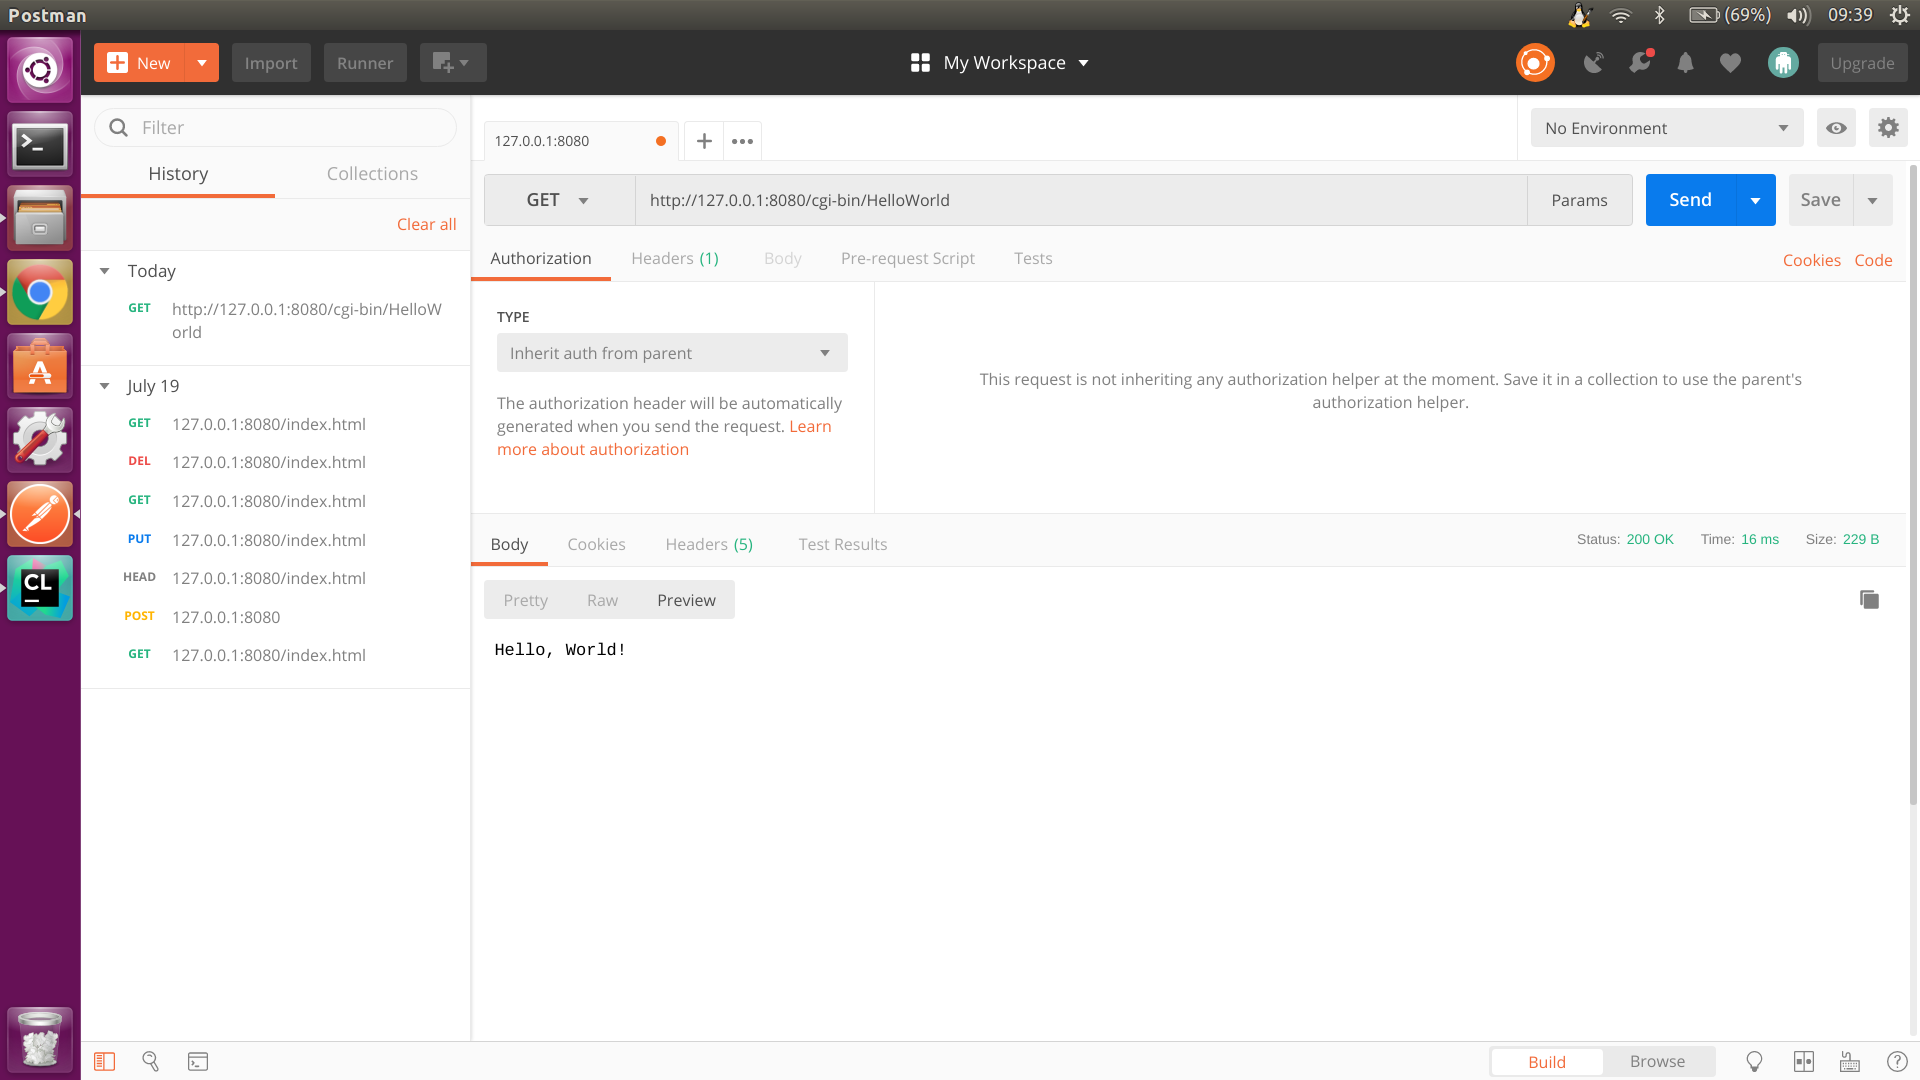 Postman
(69%) 09:39
New Import Runner My Workspace Upgrade
Filter
History Collections
Clear all
Today
GET http://127.0.0.1:8080/cgi-bin/HelloW
orld
July 19
GET 127.0.0.1:8080/index.html
DEL 127.0.0.1:8080/index.html
GET 127.0.0.1:8080/index.html
PUT 127.0.0.1:8080/index.html
HEAD 127.0.0.1:8080/index.html
POST 127.0.0.1:8080
GET 127.0.0.1:8080/index.html
127.0.0.1:8080
No Environment
GET http://127.0.0.1:8080/cgi-bin/HelloWorld Params Send Save
Authorization Headers (1) Body Pre-request Script Tests Cookies Code
TYPE
Inherit auth from parent
The authorization header will be automatically
generated when you send the request. Learn
more about authorization
This request is not inheriting any authorization helper at the moment. Save it in a collection to use the parent's
authorization helper.
Body Cookies Headers (5) Test Results Status: 200 OK Time: 16 ms Size: 229 B
Pretty Raw Preview
Hello, World!
CL
Build Browse